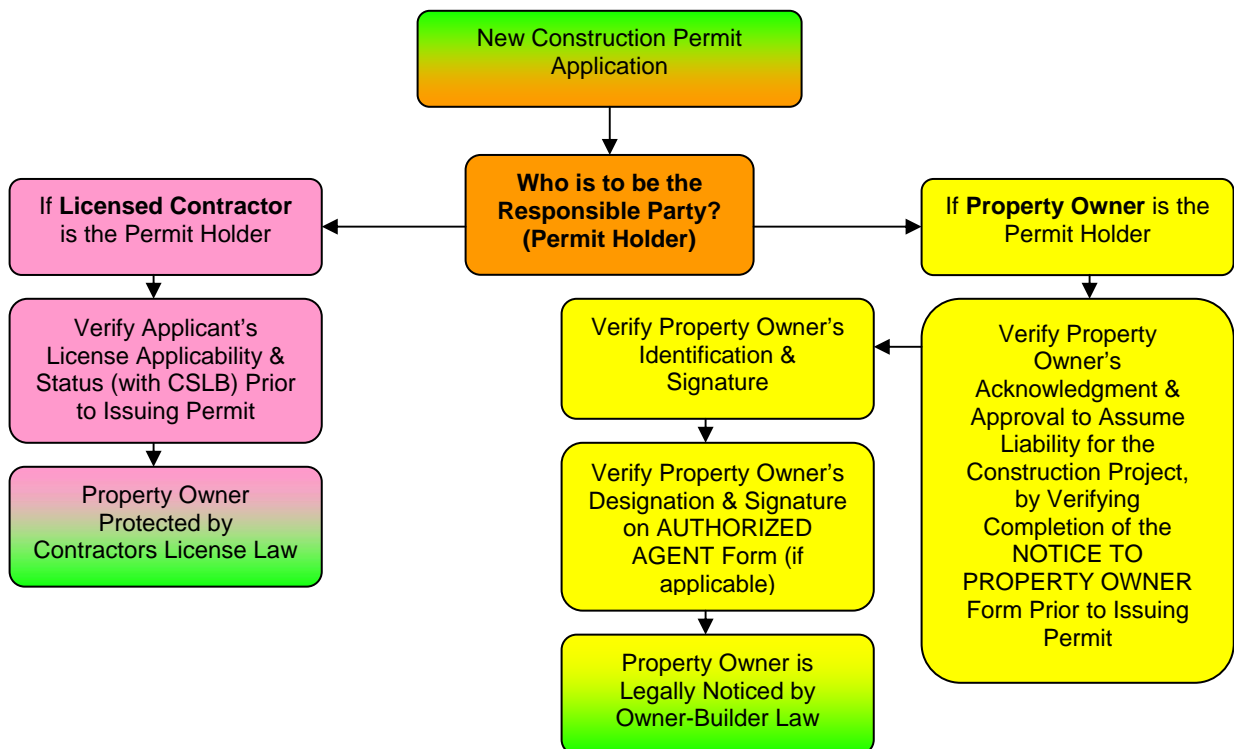 New Construction Permit
Application
Who is to be the
Responsible Party?
(Permit Holder)
If Licensed Contractor
is the Permit Holder
Verify Applicant’s
License Applicability &
Status (with CSLB) Prior
to Issuing Permit
Property Owner
Protected by
Contractors License Law
If Property Owner is the
Permit Holder
Verify Property
Owner’s
Acknowledgment &
Approval to Assume
Liability for the
Construction Project,
by Verifying
Completion of the
NOTICE TO
PROPERTY OWNER
Form Prior to Issuing
Permit
Verify Property Owner’s
Identification &
Signature
Verify Property Owner’s
Designation & Signature
on AUTHORIZED
AGENT Form (if
applicable)
Property Owner is
Legally Noticed by
Owner-Builder Law